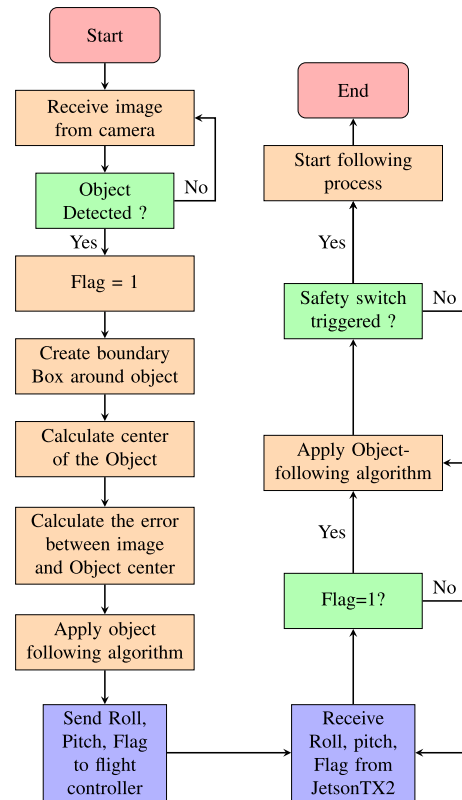 Start
Receive image
from camera
Object
Detected ?
No
Yes
Flag = 1
Create boundary
Box around object
Calculate center
of the Object
Calculate the error
between image
and Object center
Apply object
following algorithm
Send Roll,
Pitch, Flag
to flight
controller
Receive
Roll, pitch,
Flag from
JetsonTX2
Flag=1?
No
Yes
Apply Object-
following algorithm
Safety switch
triggered ?
No
Yes
Start following
process
End